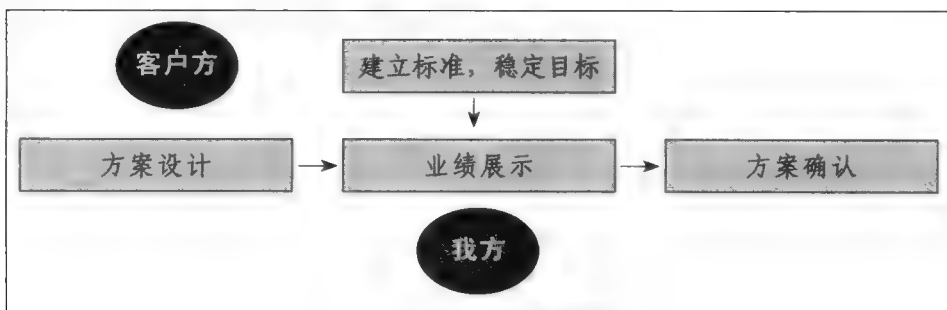 客户方
建立标准，稳定目标
方案设计
业绩展示
方案确认
我方